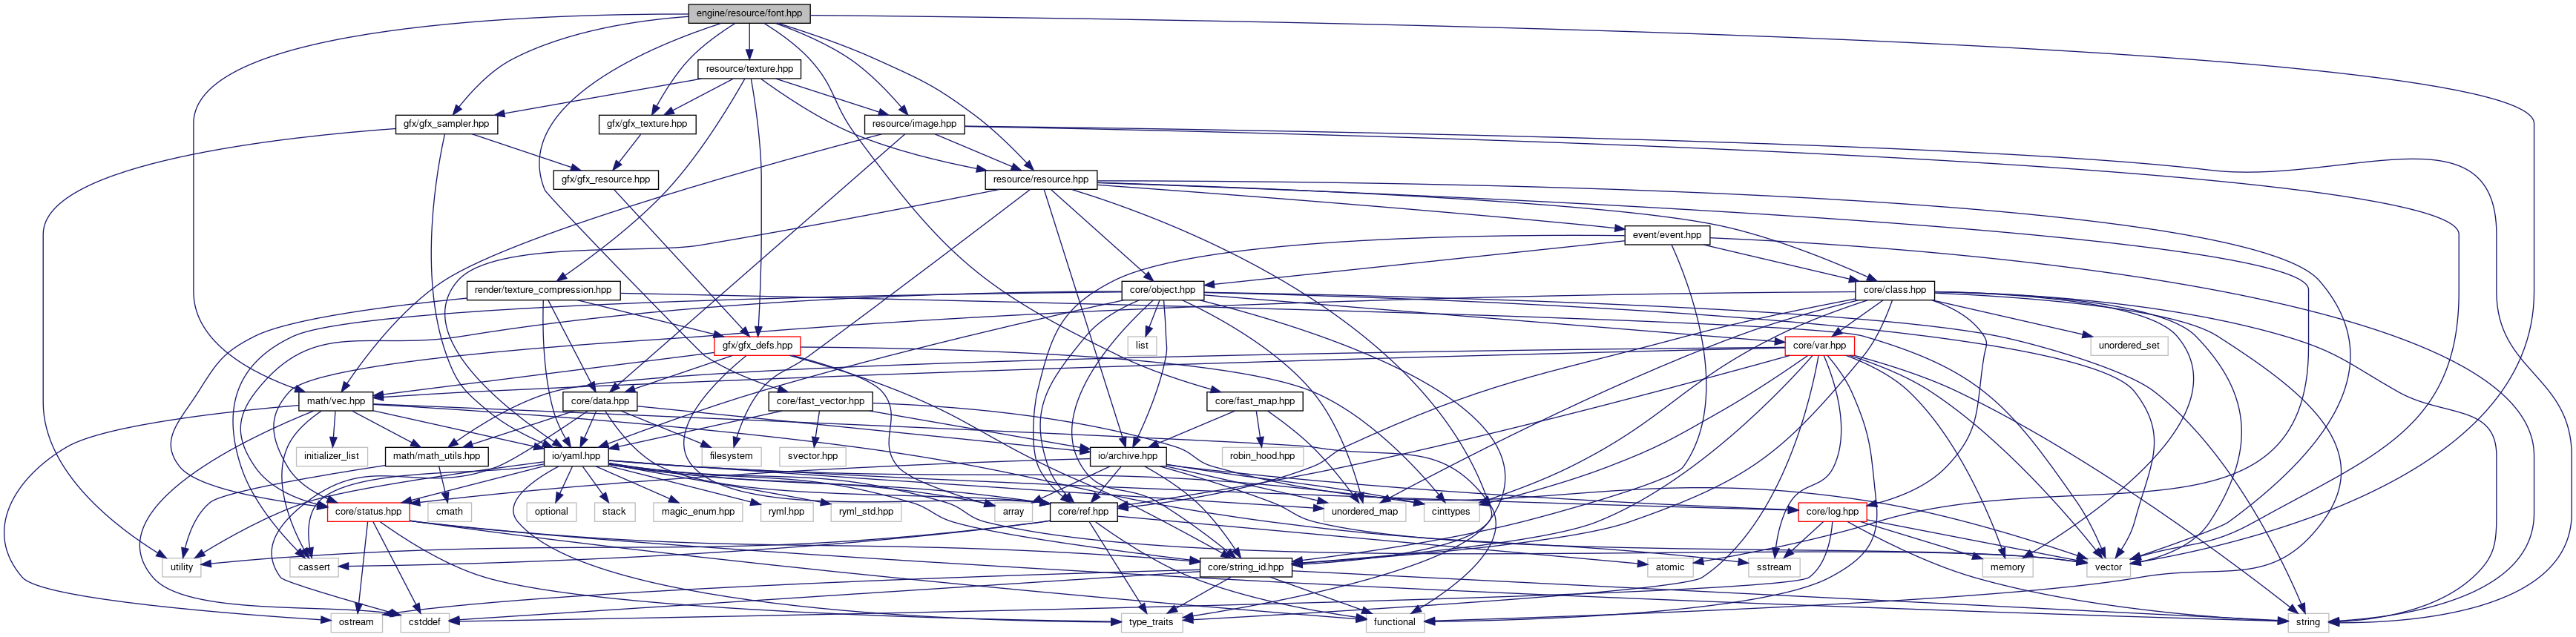 engine/resource/font.hpp
resource/texture.hpp
gfx/gfx_sampler.hpp
gfx/gfx_texture.hpp
resource/image.hpp
gfx/gfx_resource.hpp
resource/resource.hpp
event/event.hpp
render/texture_compression.hpp
core/object.hpp
core/class.hpp
gfx/gfx_defs.hpp
list
core/var.hpp
unordered_set
math/vec.hpp
core/data.hpp
core/fast_vector.hpp
core/fast_map.hpp
initializer_list
math/math_utils.hpp
io/yaml.hpp
filesystem
svector.hpp
io/archive.hpp
robin_hood.hpp
core/status.hpp
cmath
optional
stack
magic_enum.hpp
ryml.hpp
ryml_std.hpp
array
core/ref.hpp
unordered_map
cinttypes
core/log.hpp
utility
cassert
core/string_id.hpp
atomic
sstream
memory
vector
ostream
cstddef
type_traits
functional
string